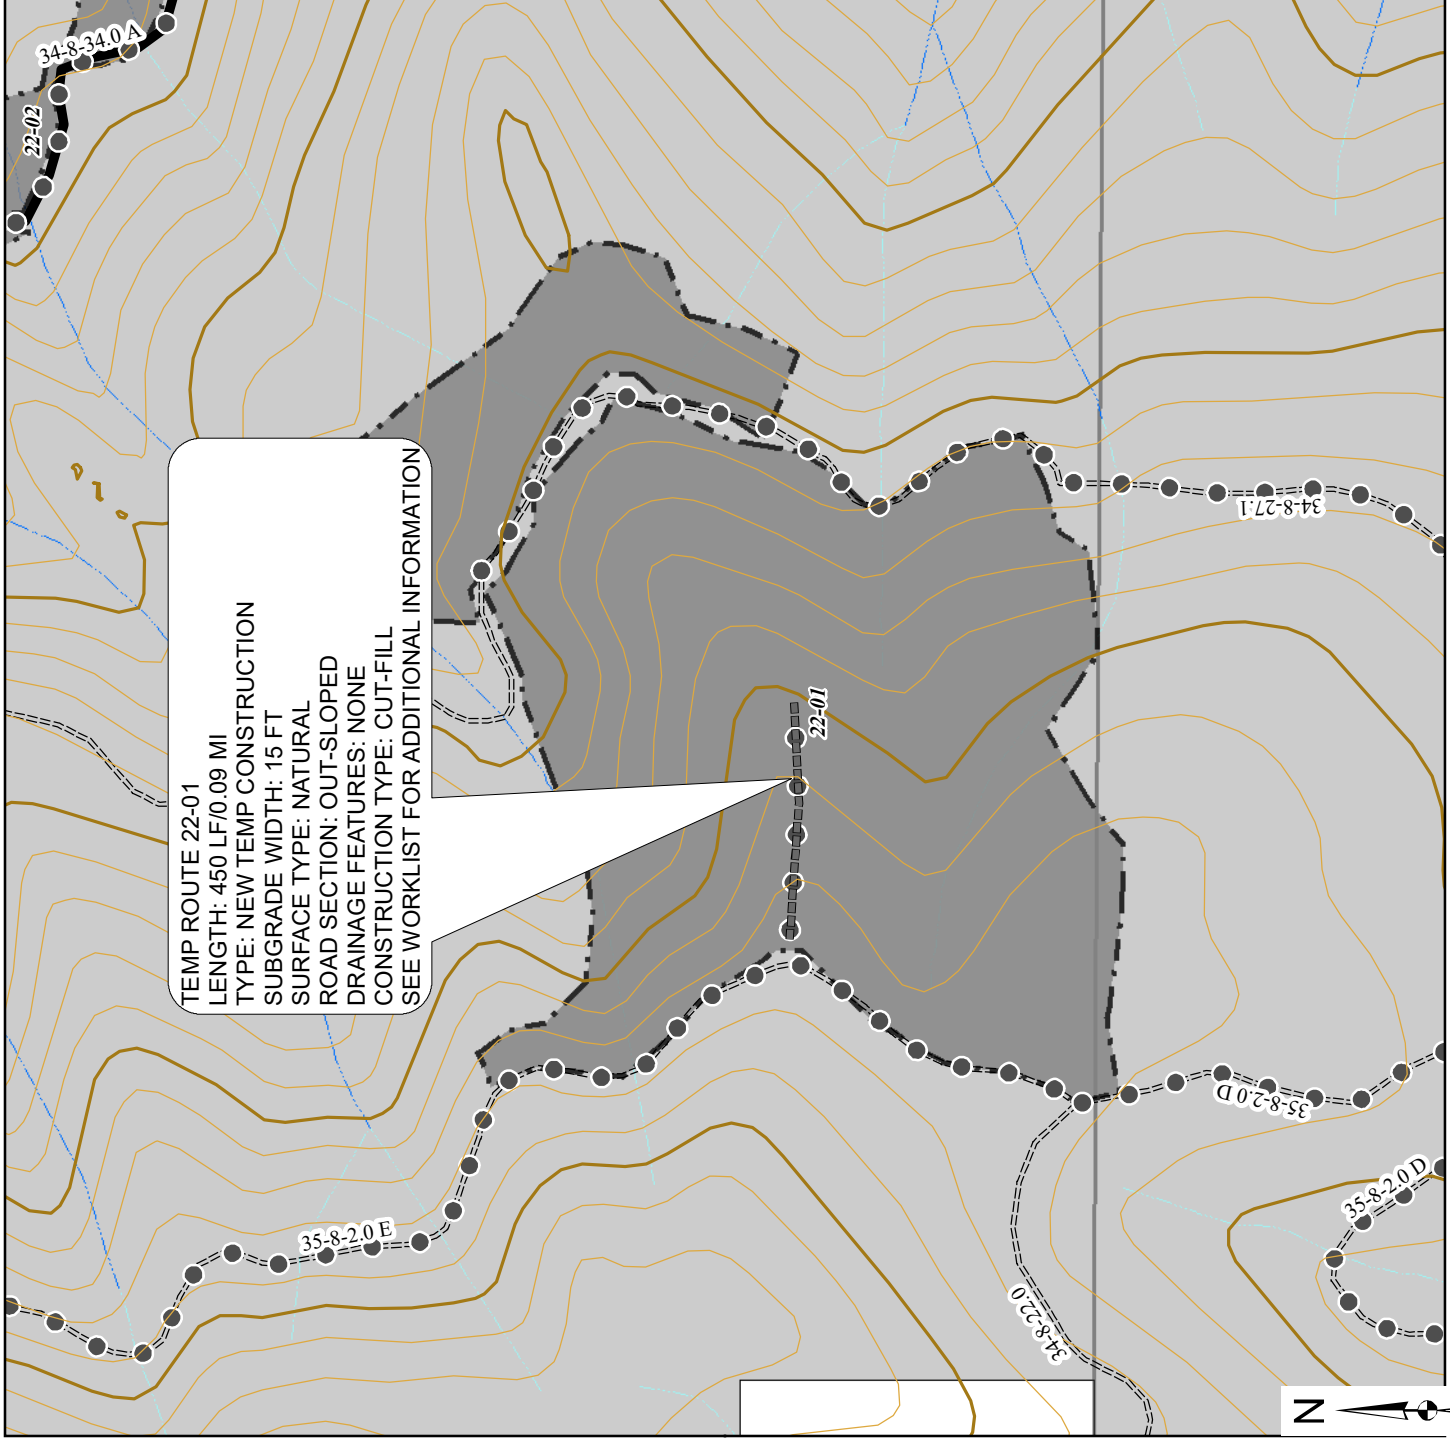 34-8-34.0 A
22-02
TEMP ROUTE 22-01
LENGTH: 450 LF/0.09 MI
TYPE: NEW TEMP CONSTRUCTION
SUBGRADE WIDTH: 15 FT
SURFACE TYPE: NATURAL
ROAD SECTION: OUT-SLOPED
DRAINAGE FEATURES: NONE
CONSTRUCTION TYPE: CUT-FILL
SEE WORKLIST FOR ADDITIONAL INFORMATION
34-8-27.1
22-01
35-8-2.0 E
35-8-2.0 D
35-8-2.0 D
34-8-22.0
N